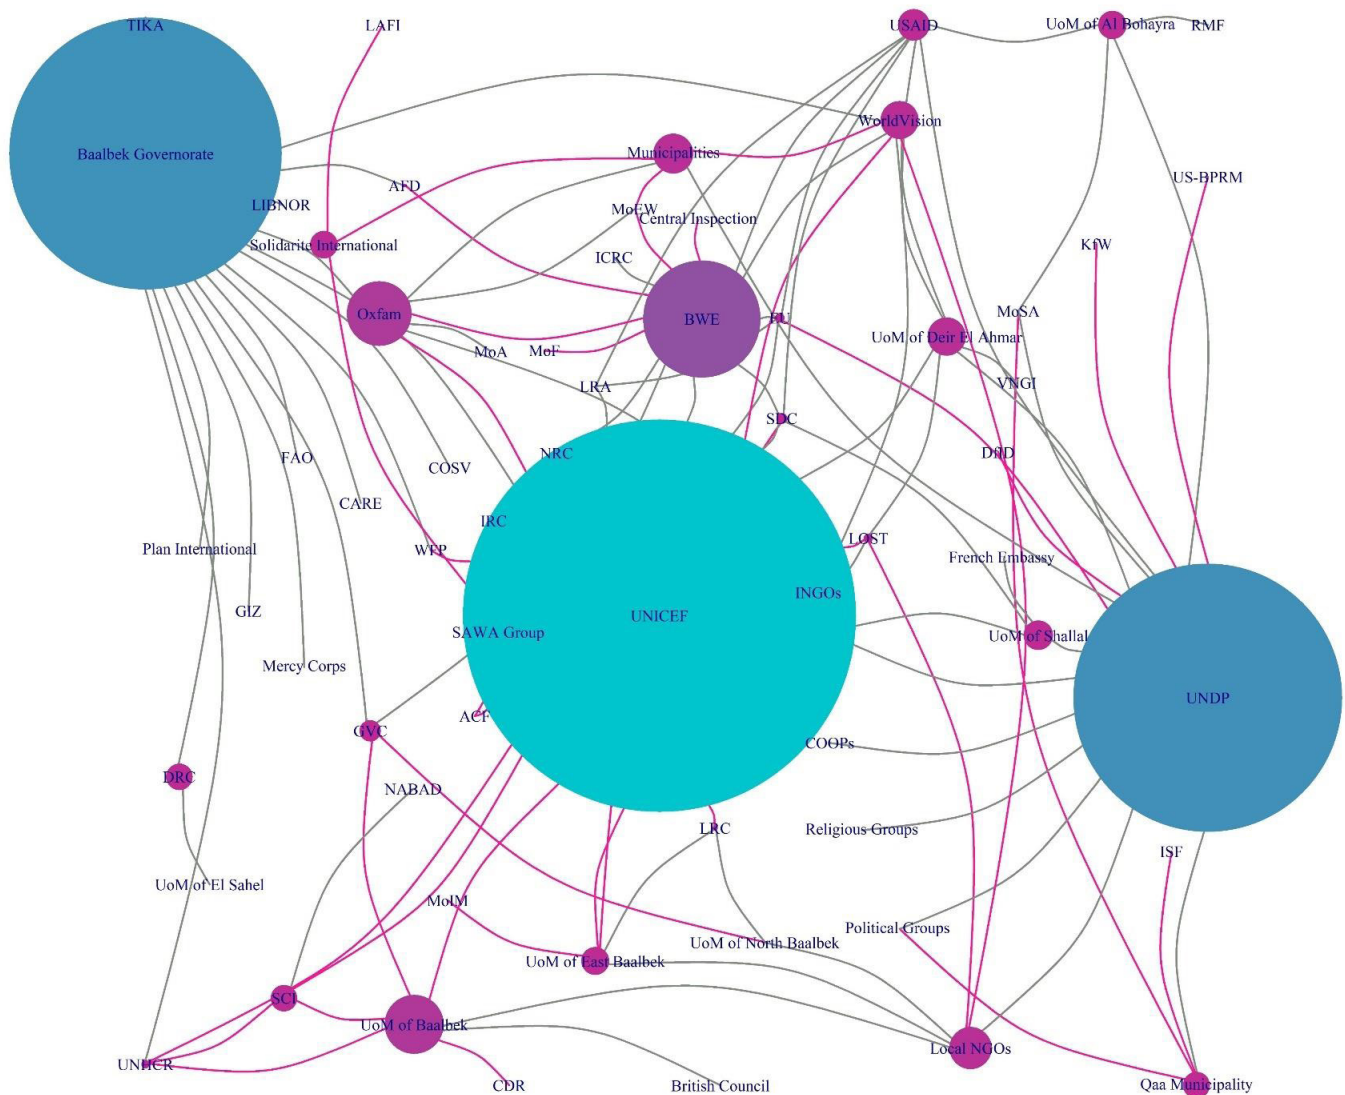 TIKA
LAFI
USAID
UoM of Al Bohayra
RMF
WorldVision
Baalbek Governorate
Municipalities
US-BPRM
AFD
LIBNOR
MoEW
Central Inspection
Solidarite International
KfW
ICRC
Oxfam
BWE
EU
MoSA
UoM of Deir El Ahmar
MoA
MoF
LRA
VNGI
SDC
NRC
DfID
FAO
COSV
CARE
IRC
Plan International
WFP
LOST
French Embassy
INGOs
GIZ
UNICEF
SAWA Group
UoM of Shallal
Mercy Corps
UNDP
ACF
GVC
COOPs
DRC
NABAD
LRC
Religious Groups
ISF
UoM of El Sahel
MoIM
Political Groups
UoM of North Baalbek
UoM of East Baalbek
SCI
UoM of Baalbek
Local NGOs
UNHCR
CDR
British Council
Qaa Municipality